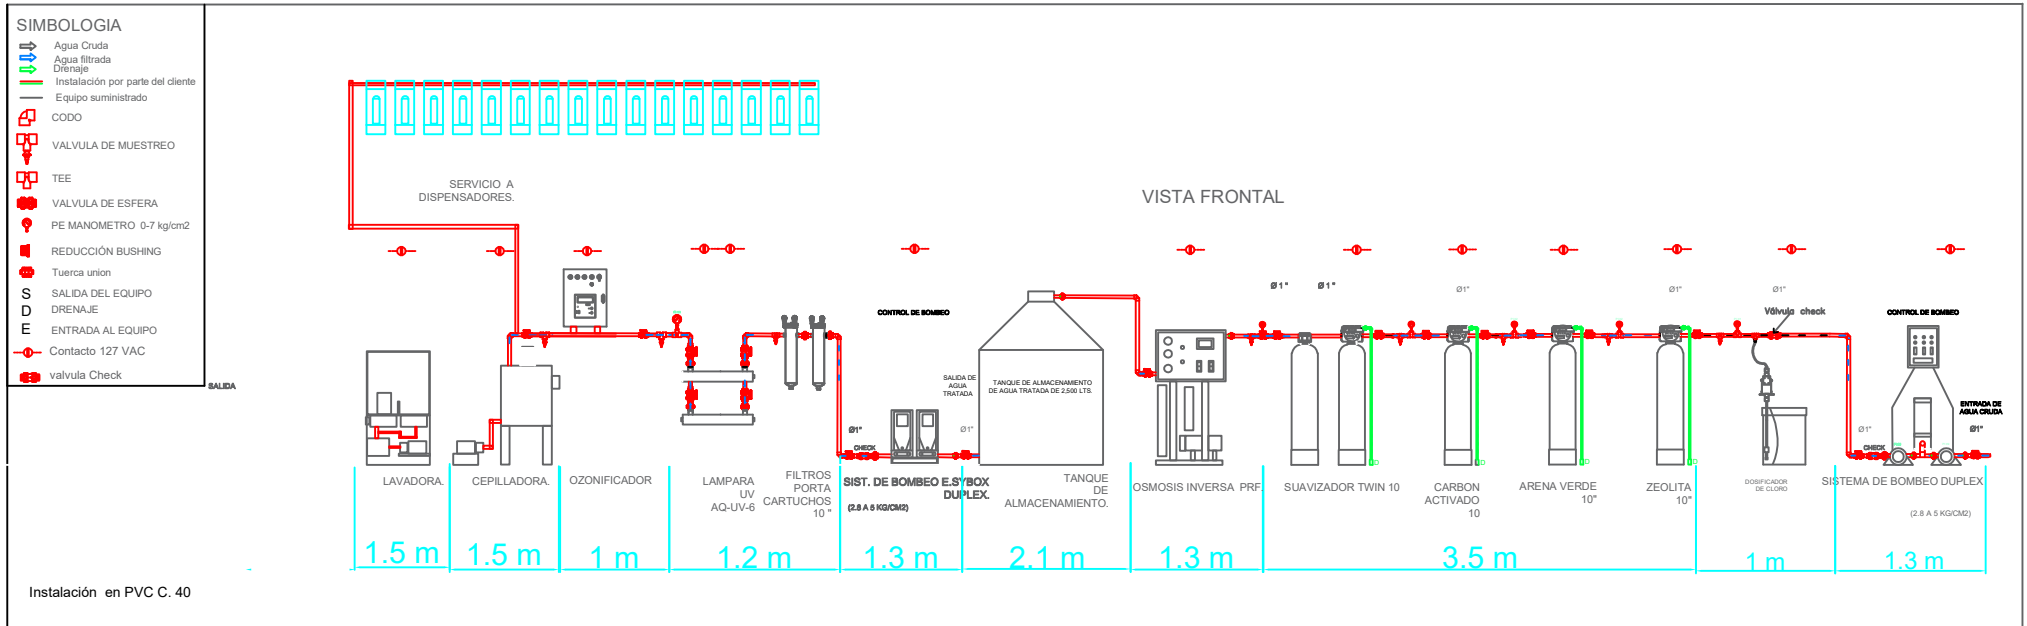 SIMBOLOGIA
Agua Cruda
Agua filtrada
Drenaje
Instalación por parte del cliente
Equipo suministrado
CODO
VALVULA DE MUESTREO
TEE
VALVULA DE ESFERA
PE MANOMETRO 0-7 kg/cm2
REDUCCIÓN BUSHING
Tuerca union
S SALIDA DEL EQUIPO
D DRENAJE
E ENTRADA AL EQUIPO
Contacto 127 VAC
valvula Check
SALIDA
SERVICIO A
DISPENSADORES.
VISTA FRONTAL
CONTROL DE BOMBEO
SALIDA DE
AGUA
TRATADA
Ø1"
TANQUE DE ALMACENAMIENTO
DE AGUA TRATADA DE 2,500 LTS.
Ø1"
CHECK
Ø1"
Ø1"
Ø1"
Ø1"
Ø1"
Válvula check
CONTROL DE BOMBEO
ENTRADA DE
AGUA CRUDA
Ø1"
Ø1"
CHECK
D
D
D
D
LAVADORA.
CEPILLADORA.
OZONIFICADOR
LAMPARA
UV
AQ-UV-6
FILTROS
PORTA
CARTUCHOS
10 "
SIST. DE BOMBEO E.SYBOX
DUPLEX.
(2.8 A 5 KG/CM2)
TANQUE
DE
ALMACENAMIENTO.
OSMOSIS INVERSA PRF.
SUAVIZADOR TWIN 10
CARBON
ACTIVADO
10
ARENA VERDE
10"
ZEOLITA
10"
DOSIFICADOR
DE CLORO
SISTEMA DE BOMBEO DUPLEX
(2.8 A 5 KG/CM2)
1.5 m
1.5 m
1 m
1.2 m
1.3 m
2.1 m
1.3 m
3.5 m
1 m
1.3 m
Instalación en PVC C. 40